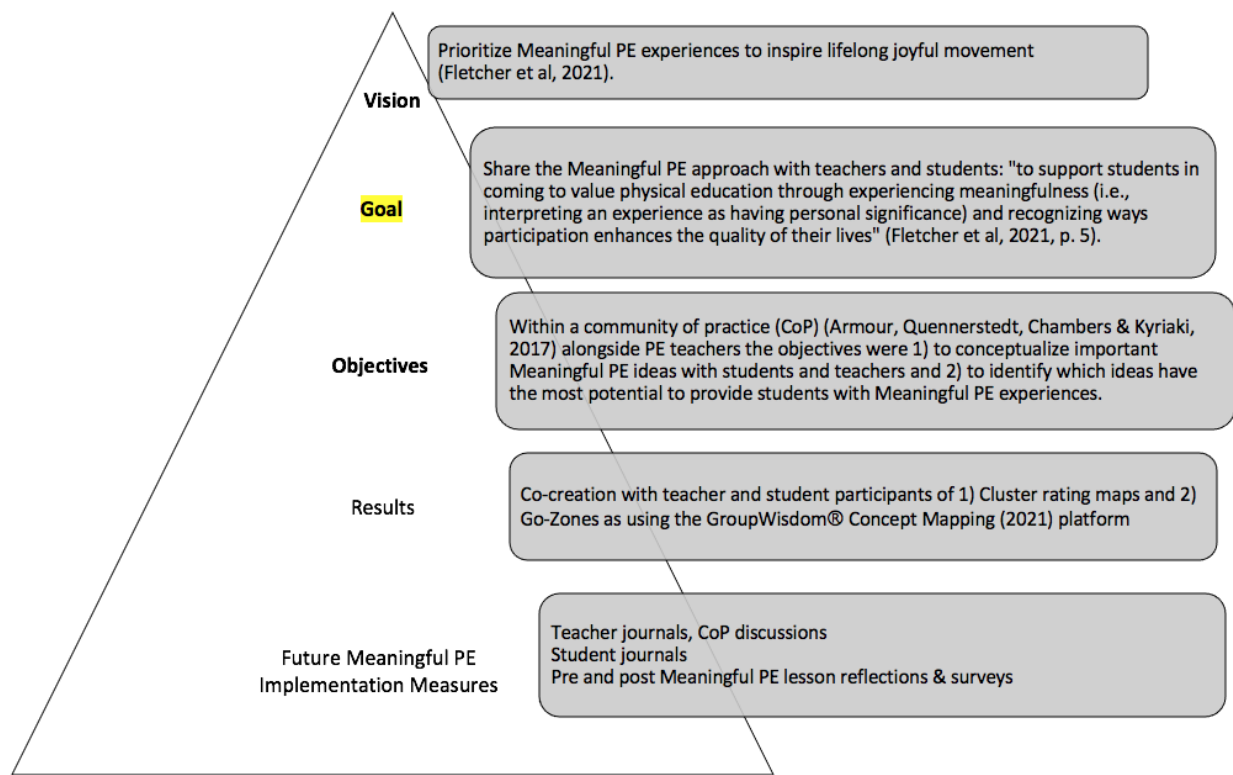 Prioritize Meaningful PE experiences to inspire lifelong joyful movement
(Fletcher et al, 2021).
Vision
Share the Meaningful PE approach with teachers and students: "to support students in
coming to value physical education through experiencing meaningfulness (i.e.,
interpreting an experience as having personal significance) and recognizing ways
participation enhances the quality of their lives" (Fletcher et al, 2021, p. 5).
Goal
Within a community of practice (CoP) (Armour, Quennerstedt, Chambers & Kyriaki,
2017) alongside PE teachers the objectives were 1) to conceptualize important
Meaningful PE ideas with students and teachers and 2) to identify which ideas have
the most potential to provide students with Meaningful PE experiences.
Objectives
Results
Co-creation with teacher and student participants of 1) Cluster rating maps and 2)
Go-Zones as using the GroupWisdom® Concept Mapping (2021) platform
Future Meaningful PE
Implementation Measures
Teacher journals, CoP discussions
Student journals
Pre and post Meaningful PE lesson reflections & surveys